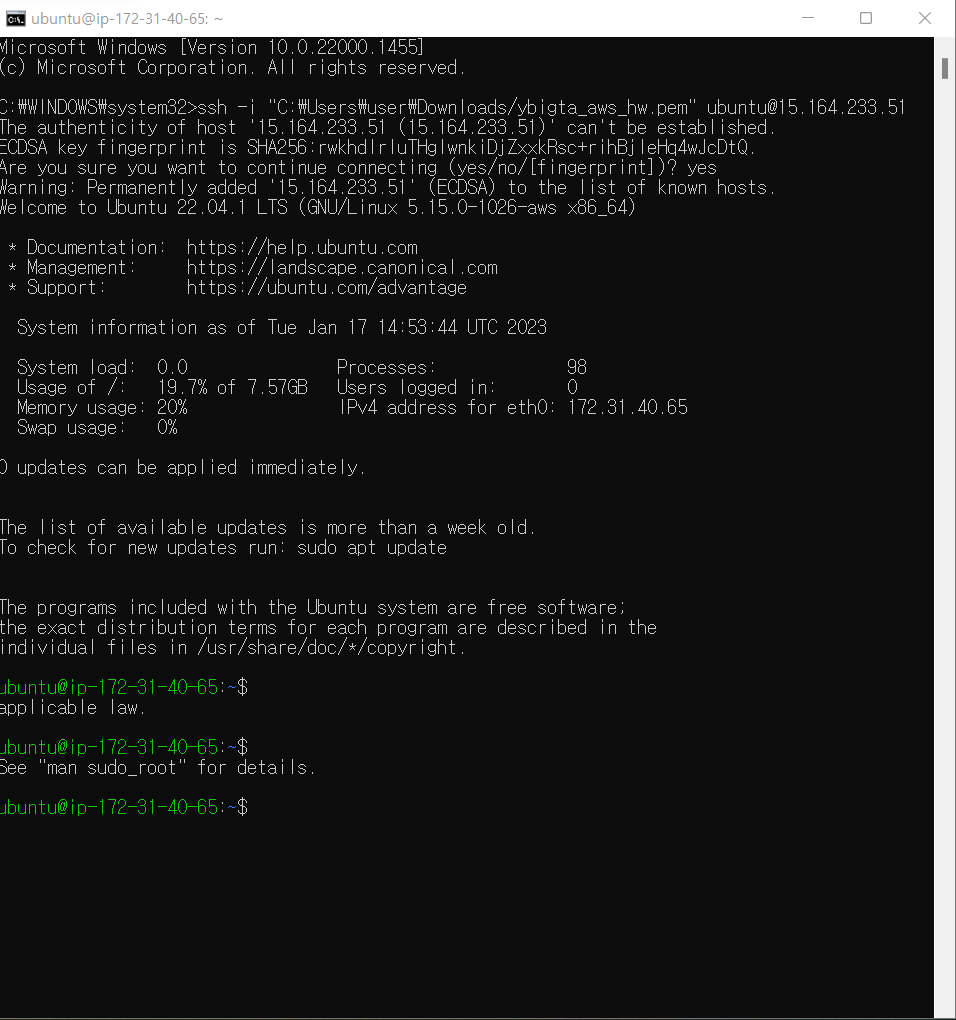 ubuntu@ip-172-31-40-65: ~
Microsoft Windows [Version 10.0.22000.1455]
(c) Microsoft Corporation. All rights reserved.
C:₩WINDOWS₩system32>ssh -i "C:₩Users₩user₩Downloads/ybigta_aws_hw.pem" ubuntu@15.164.233.51
The authenticity of host '15.164.233.51 (15.164.233.51)' can't be established.
ECDSA key fingerprint is
Are you sure you want to continue connecting (yes/no/[fingerprint])? yes
Warning: Permanently added '15.164.233.51' (ECDSA) to the list of known hosts.
Welcome to Ubuntu 22.04.1 LTS (GNU/Linux 5.15.0-1026-aws x86_64)
* Documentation: https://help.ubuntu.com
* Management: https://landscape.canonical.com
* Support: https://ubuntu.com/advantage
System information as of Tue Jan 17 14:53:44 UTC 2023
System load: 0.0 Processes: 98
Usage of /: 19.7% of 7.57GB Users logged in: 0
Memory usage: 20% IPv4 address for eth0: 172.31.40.65
Swap usage: 0%
0 updates can be applied immediately.
The list of available updates is more than a week old.
To check for new updates run: sudo apt update
The programs included with the Ubuntu system are free software;
the exact distribution terms for each program are described in the
individual files in /usr/share/doc/*/copyright.
ubuntu@ip-172-31-40-65:~$
applicable law.
ubuntu@ip-172-31-40-65:~$
See "man sudo_root" for details.
ubuntu@ip-172-31-40-65:~$